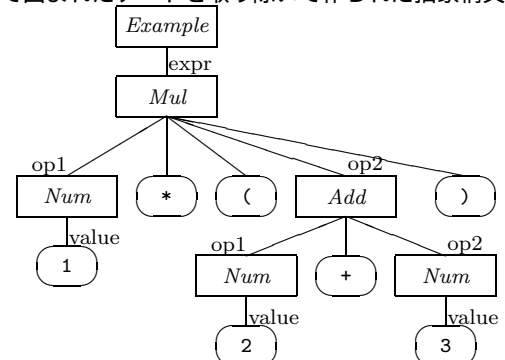 Example
expr
Mul
op1 op2
Num * ( Add )
value op1 op2
1 Num + Num
value value
2 3